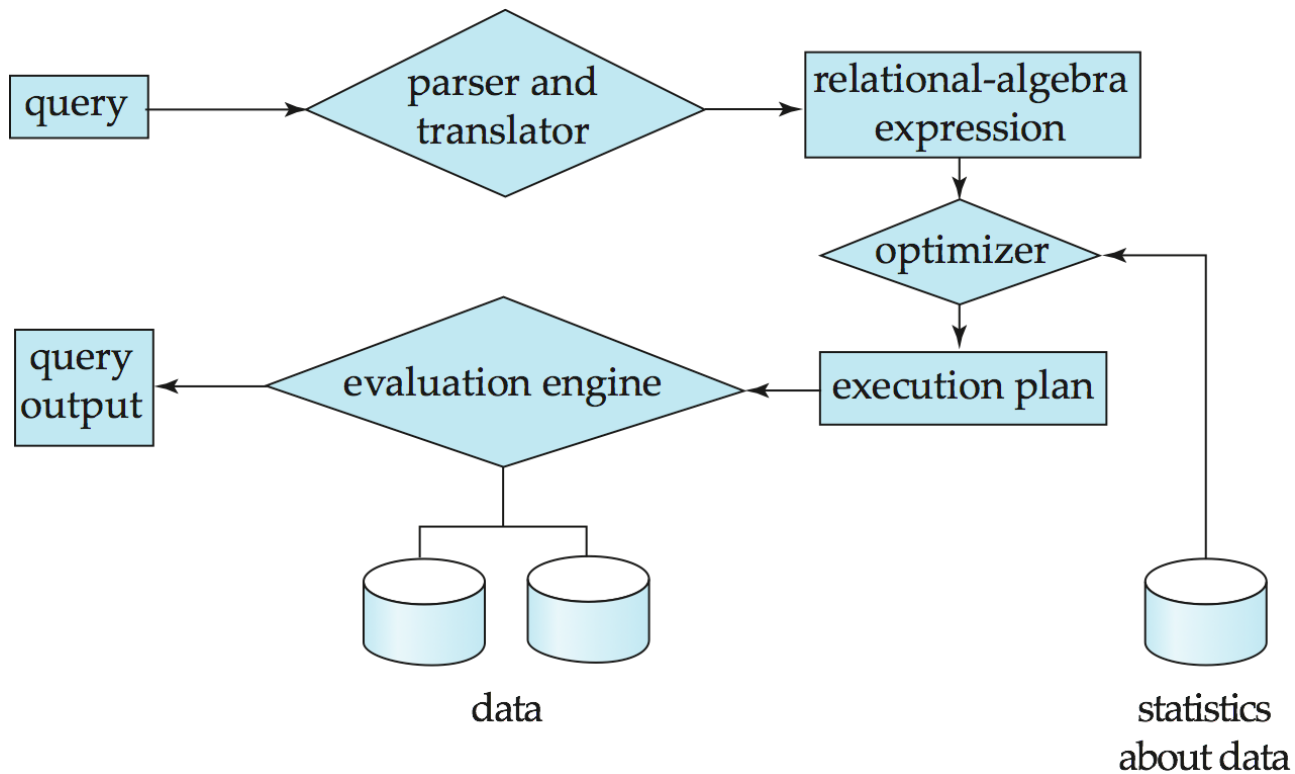 query
parser and
translator
relational-algebra
expression
optimizer
query
output
evaluation engine
execution plan
data
statistics
about data